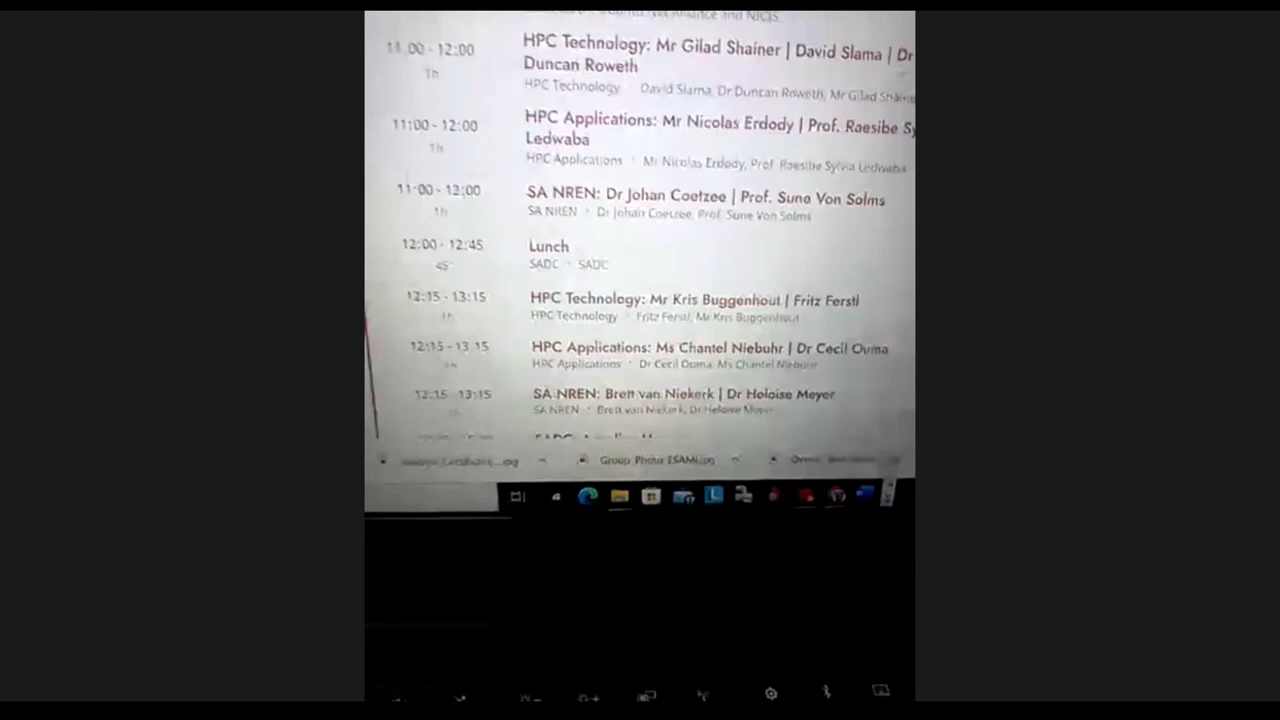 and NICIS
11:00 - 12:00
HPC Technology: Mr Gilad Shainer | David Slama | Dr
Duncan Roweth
1h
HPC Technology · David Slama, Dr Duncan Roweth, Mr Gilad Shainer
11:00 - 12:00
HPC Applications: Mr Nicolas Erdody | Prof. Raesibe Sy
Ledwaba
1h
HPC Applications · Mr Nicolas Erdody, Prof. Raesibe Sylvia Ledwaba
11:00 - 12:00
SA NREN: Dr Johan Coetzee | Prof. Sune Von Solms
1h
SA NREN · Dr Johan Coetzee, Prof. Sune Von Solms
12:00 - 12:45
Lunch
45'
SADC · SADC
12:15 - 13:15
HPC Technology: Mr Kris Buggenhout | Fritz Ferstl
1h
HPC Technology · Fritz Ferstl, Mr Kris Buggenhout
12:15 - 13:15
HPC Applications: Ms Chantel Niebuhr | Dr Cecil Ouma
1h
HPC Applications · Dr Cecil Ouma, Ms Chantel Niebuhr
12:15 - 13:15
SA NREN: Brett van Niekerk | Dr Heloise Meyer
1h
SA NREN · Brett van Niekerk, Dr Heloise Meyer
Group Photo ESAMI.jpg